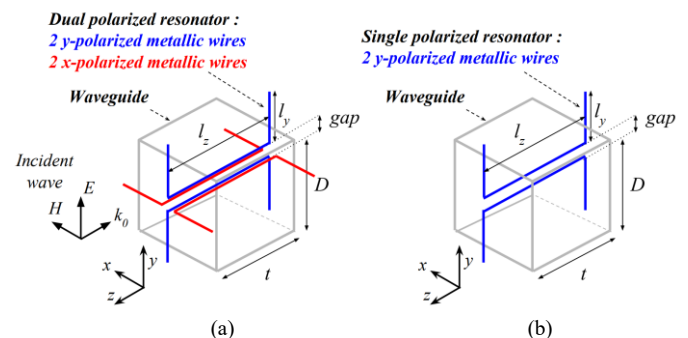 Dual polarized resonator :
2 y-polarized metallic wires
2 x-polarized metallic wires
Waveguide
l_z
l_y
gap
D
Incident
wave
E
H
k_0
x
y
z
t
(a)
Single polarized resonator :
2 y-polarized metallic wires
Waveguide
l_z
l_y
gap
D
x
y
z
t
(b)